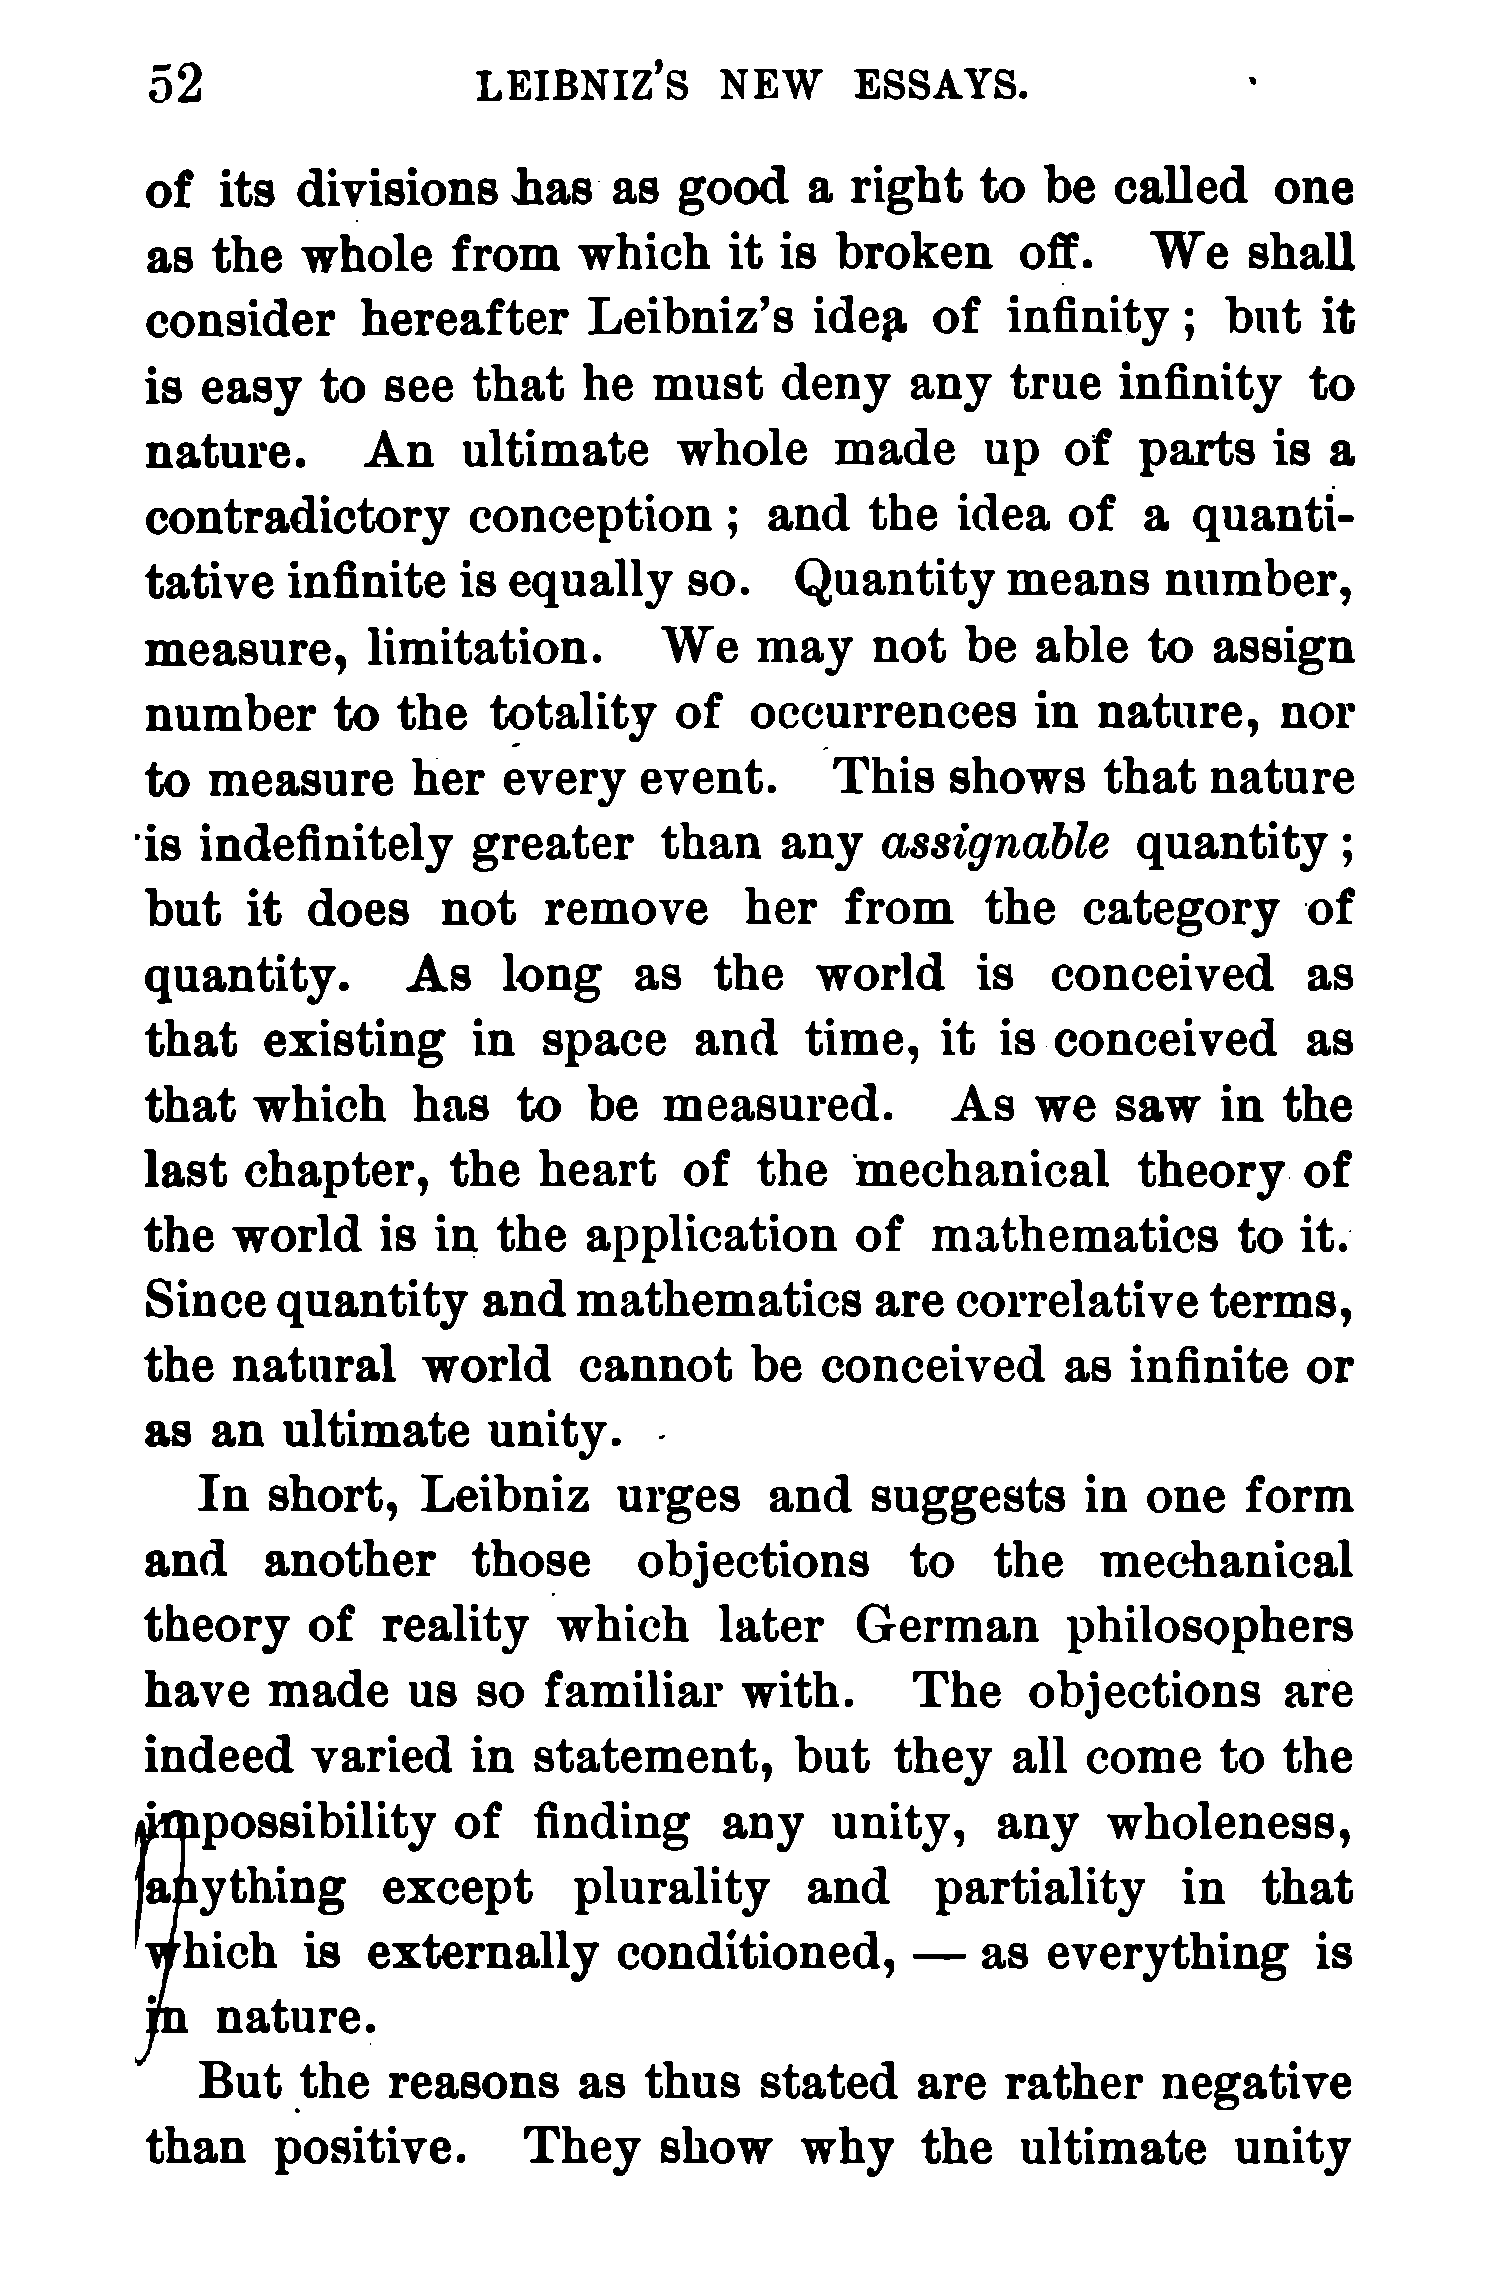 52 LEIBNIZ'S NEW ESSAYS.
of its divisions has as good a right to be called one
as the whole from which it is broken off. We shall
consider hereafter Leibniz's idea of infinity ; but it
is easy to see that he must deny any true infinity to
nature. An ultimate whole made up of parts is a
contradictory conception ; and the idea of a quanti-
tative infinite is equally so. Quantity means number,
measure, limitation. We may not be able to assign
number to the totality of occurrences in nature, nor
to measure her every event. This shows that nature
is indefinitely greater than any assignable quantity ;
but it does not remove her from the category of
quantity. As long as the world is conceived as
that existing in space and time, it is conceived as
that which has to be measured. As we saw in the
last chapter, the heart of the mechanical theory of
the world is in the application of mathematics to it.
Since quantity and mathematics are correlative terms,
the natural world cannot be conceived as infinite or
as an ultimate unity.
In short, Leibniz urges and suggests in one form
and another those objections to the mechanical
theory of reality which later German philosophers
have made us so familiar with. The objections are
indeed varied in statement, but they all come to the
impossibility of finding any unity, any wholeness,
anything except plurality and partiality in that
which is externally conditioned, — as everything is
in nature.
But the reasons as thus stated are rather negative
than positive. They show why the ultimate unity